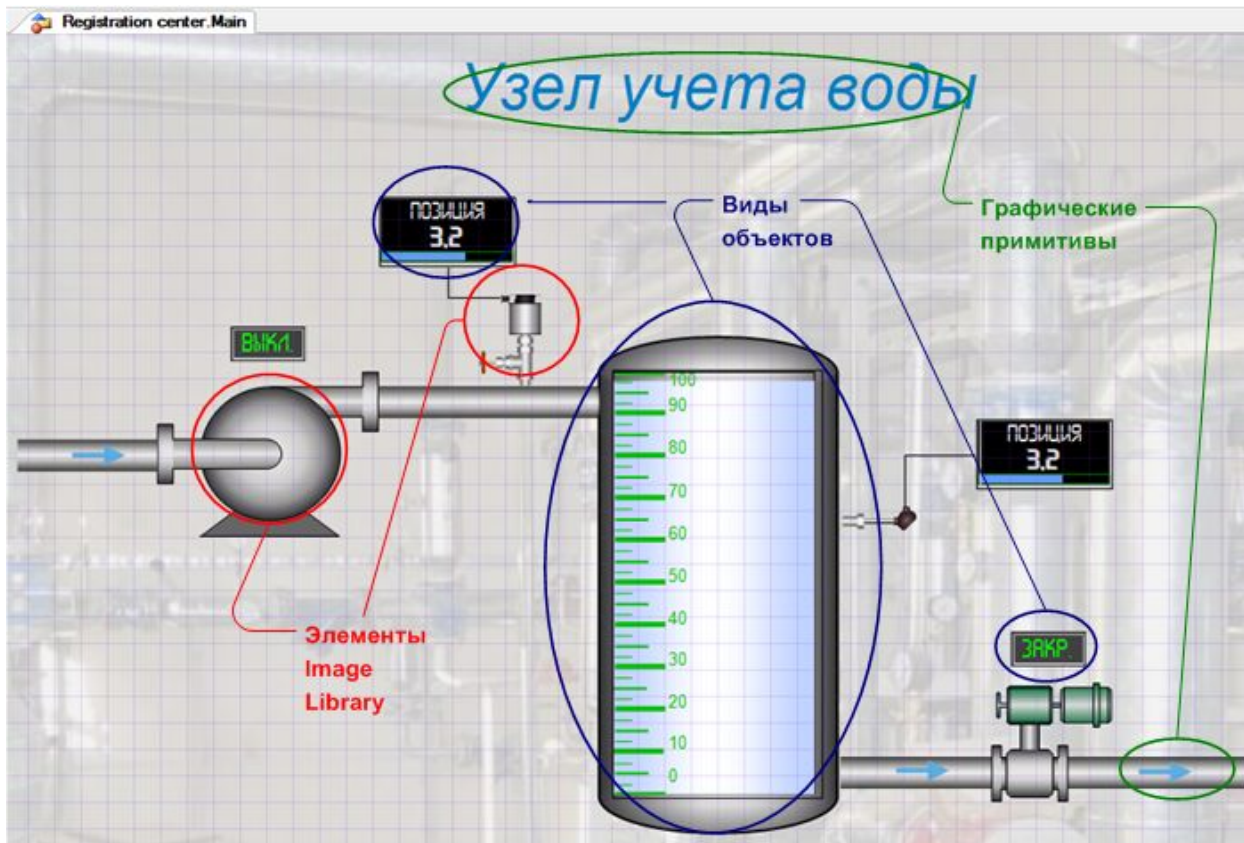 Registration center.Main
Узел учета воды
ПОЗИЦИЯ
3,2
Виды
объектов
Графические
примитивы
ВЫКЛ.
100
90
80
70
60
50
40
30
20
10
0
ПОЗИЦИЯ
3,2
Элементы
Image
Library
ЗАКР.